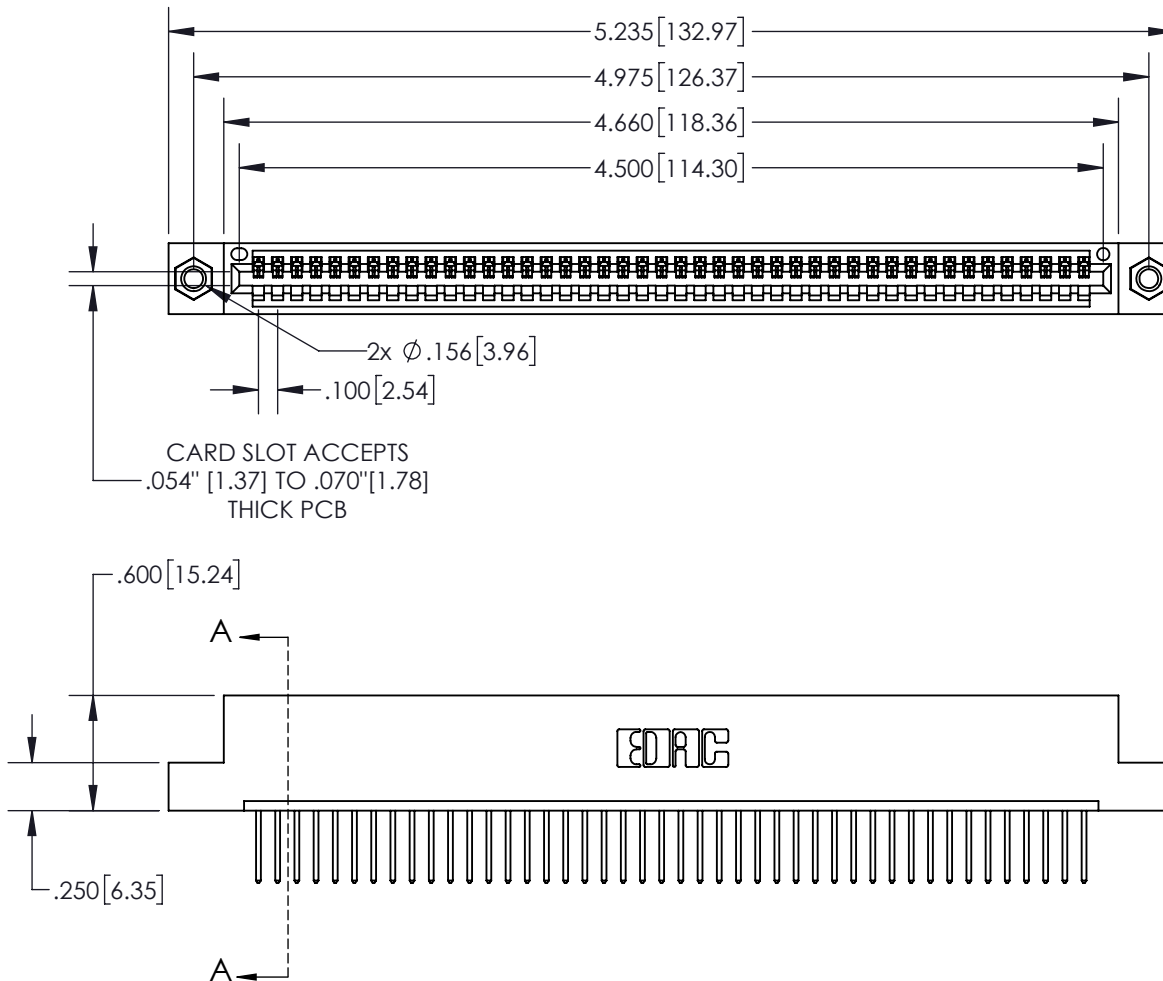 5.235[132.97]
4.975[126.37]
4.660[118.36]
4.500[114.30]
2x Ø.156[3.96]
.100[2.54]
CARD SLOT ACCEPTS
.054" [1.37] TO .070"[1.78]
THICK PCB
.600[15.24]
A
EDAC
.250[6.35]
A